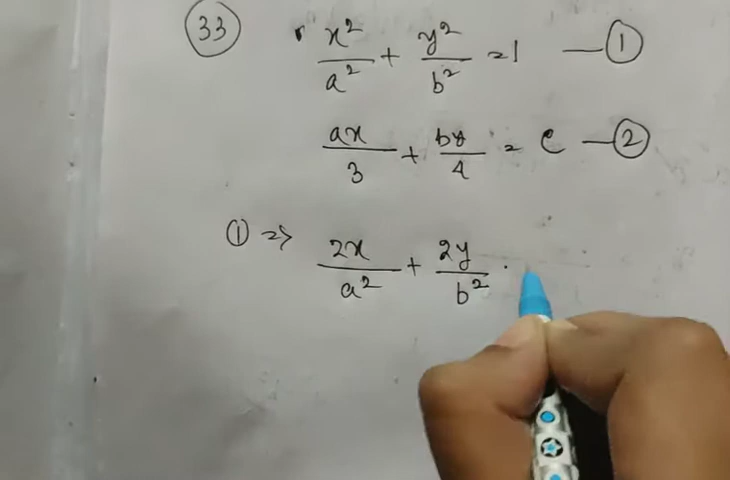 33 x²/a² + y²/b² = 1 — 1
ax/3 + by/4 = c — 2
1 => 2x/a² + 2y/b² ·